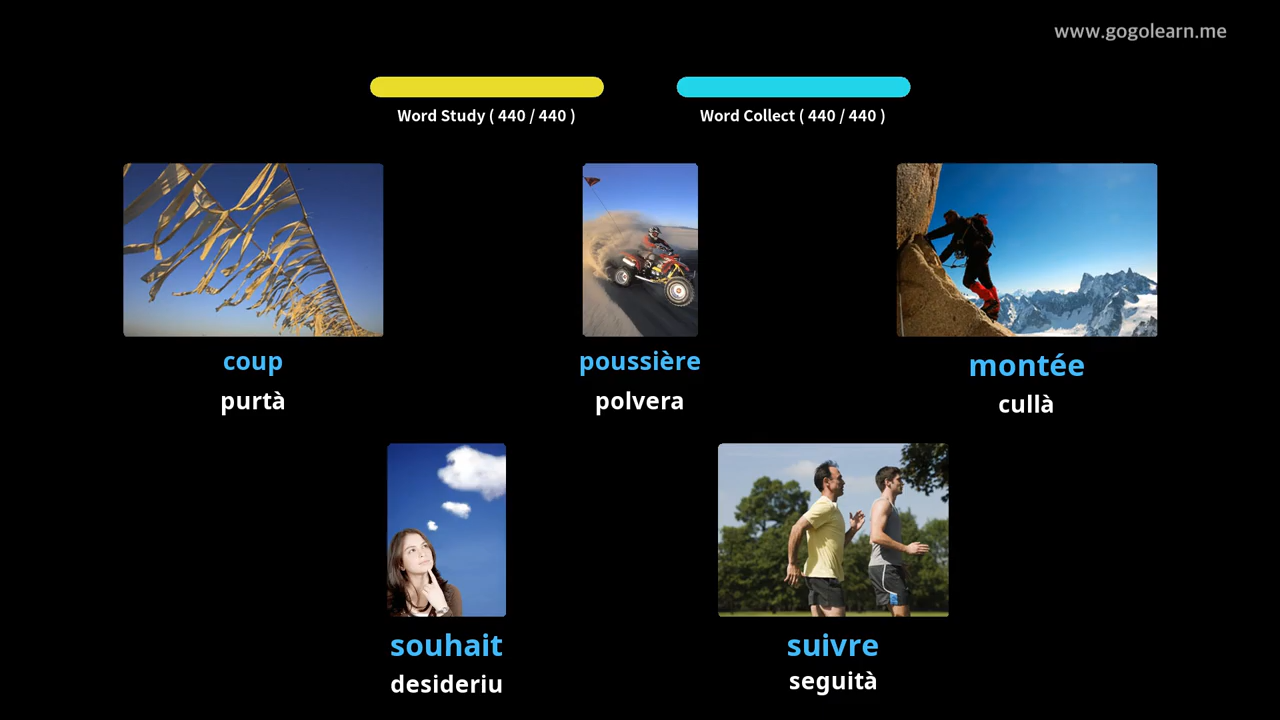 www.gogolearn.me
Word Study ( 440 / 440 )
Word Collect ( 440 / 440 )
coup
purtà
poussière
polvera
montée
cullà
souhait
desideriu
suivre
seguità